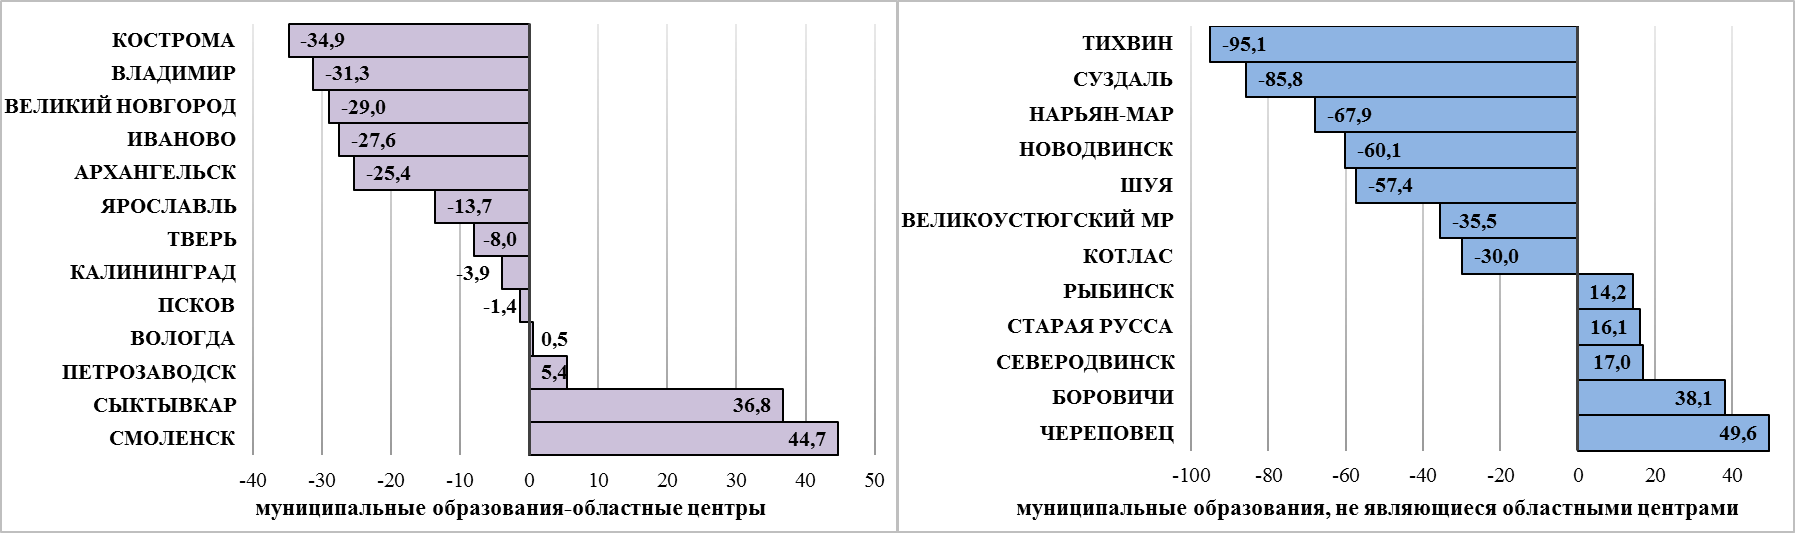 КОСТРОМА -34,9
ВЛАДИМИР -31,3
ВЕЛИКИЙ НОВГОРОД -29,0
ИВАНОВО -27,6
АРХАНГЕЛЬСК -25,4
ЯРОСЛАВЛЬ -13,7
ТВЕРЬ -8,0
КАЛИНИНГРАД -3,9
ПСКОВ -1,4
ВОЛОГДА 0,5
ПЕТРОЗАВОДСК 5,4
СЫКТЫВКАР 36,8
СМОЛЕНСК 44,7
-40 -30 -20 -10 0 10 20 30 40 50
муниципальные образования-областные центры
ТИХВИН -95,1
СУЗДАЛЬ -85,8
НАРЬЯН-МАР -67,9
НОВОДВИНСК -60,1
ШУЯ -57,4
ВЕЛИКОУСТЮГСКИЙ МР -35,5
КОТЛАС -30,0
РЫБИНСК 14,2
СТАРАЯ РУССА 16,1
СЕВЕРОДВИНСК 17,0
БОРОВИЧИ 38,1
ЧЕРЕПОВЕЦ 49,6
-100 -80 -60 -40 -20 0 20 40
муниципальные образования, не являющиеся областными центрами